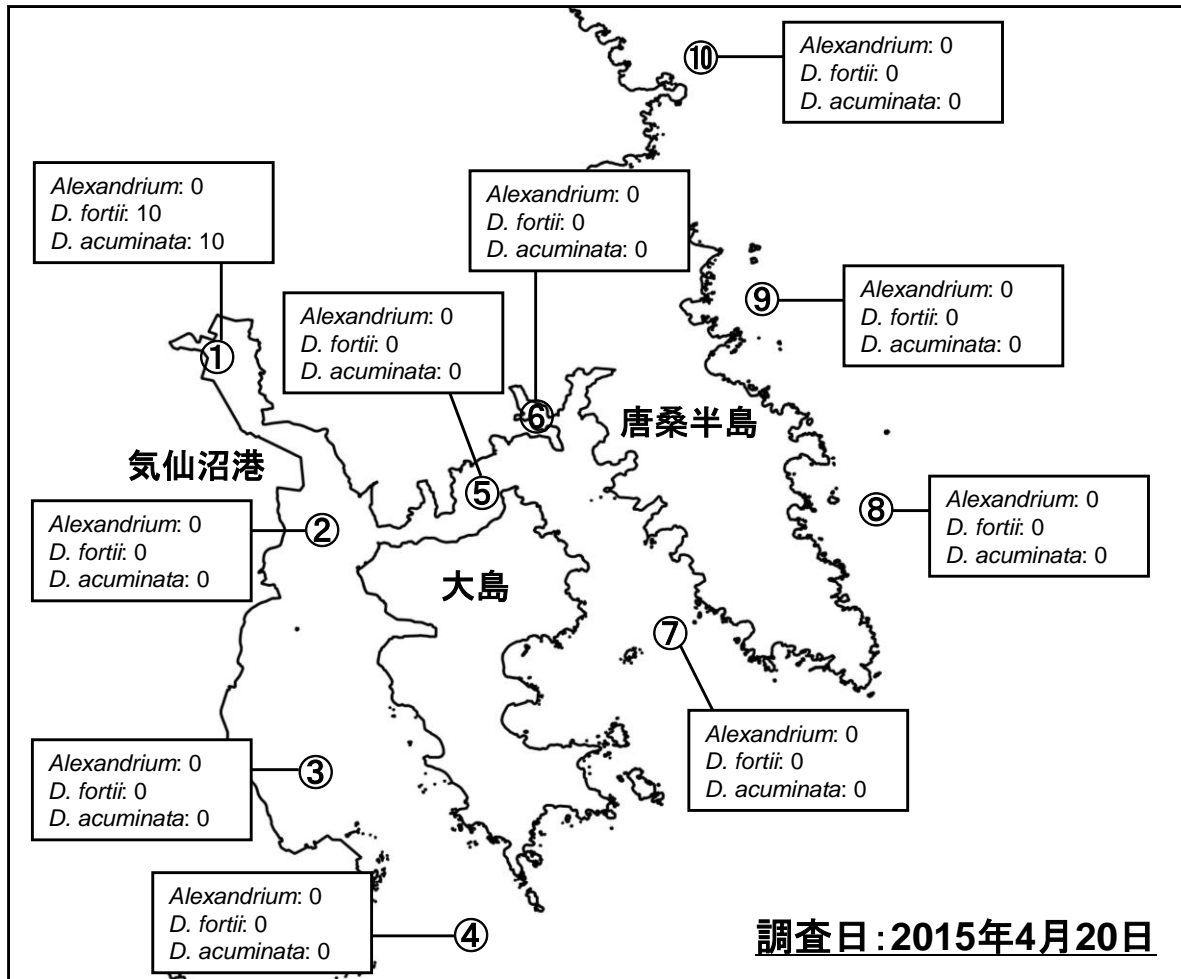 ⑩
Alexandrium: 0
D. fortii: 0
D. acuminata: 0
Alexandrium: 0
D. fortii: 10
D. acuminata: 10
①
Alexandrium: 0
D. fortii: 0
D. acuminata: 0
⑥
Alexandrium: 0
D. fortii: 0
D. acuminata: 0
⑤
⑨
Alexandrium: 0
D. fortii: 0
D. acuminata: 0
唐桑半島
気仙沼港
Alexandrium: 0
D. fortii: 0
D. acuminata: 0
②
⑧
Alexandrium: 0
D. fortii: 0
D. acuminata: 0
大島
⑦
Alexandrium: 0
D. fortii: 0
D. acuminata: 0
Alexandrium: 0
D. fortii: 0
D. acuminata: 0
③
Alexandrium: 0
D. fortii: 0
D. acuminata: 0
④
調査日:2015年4月20日